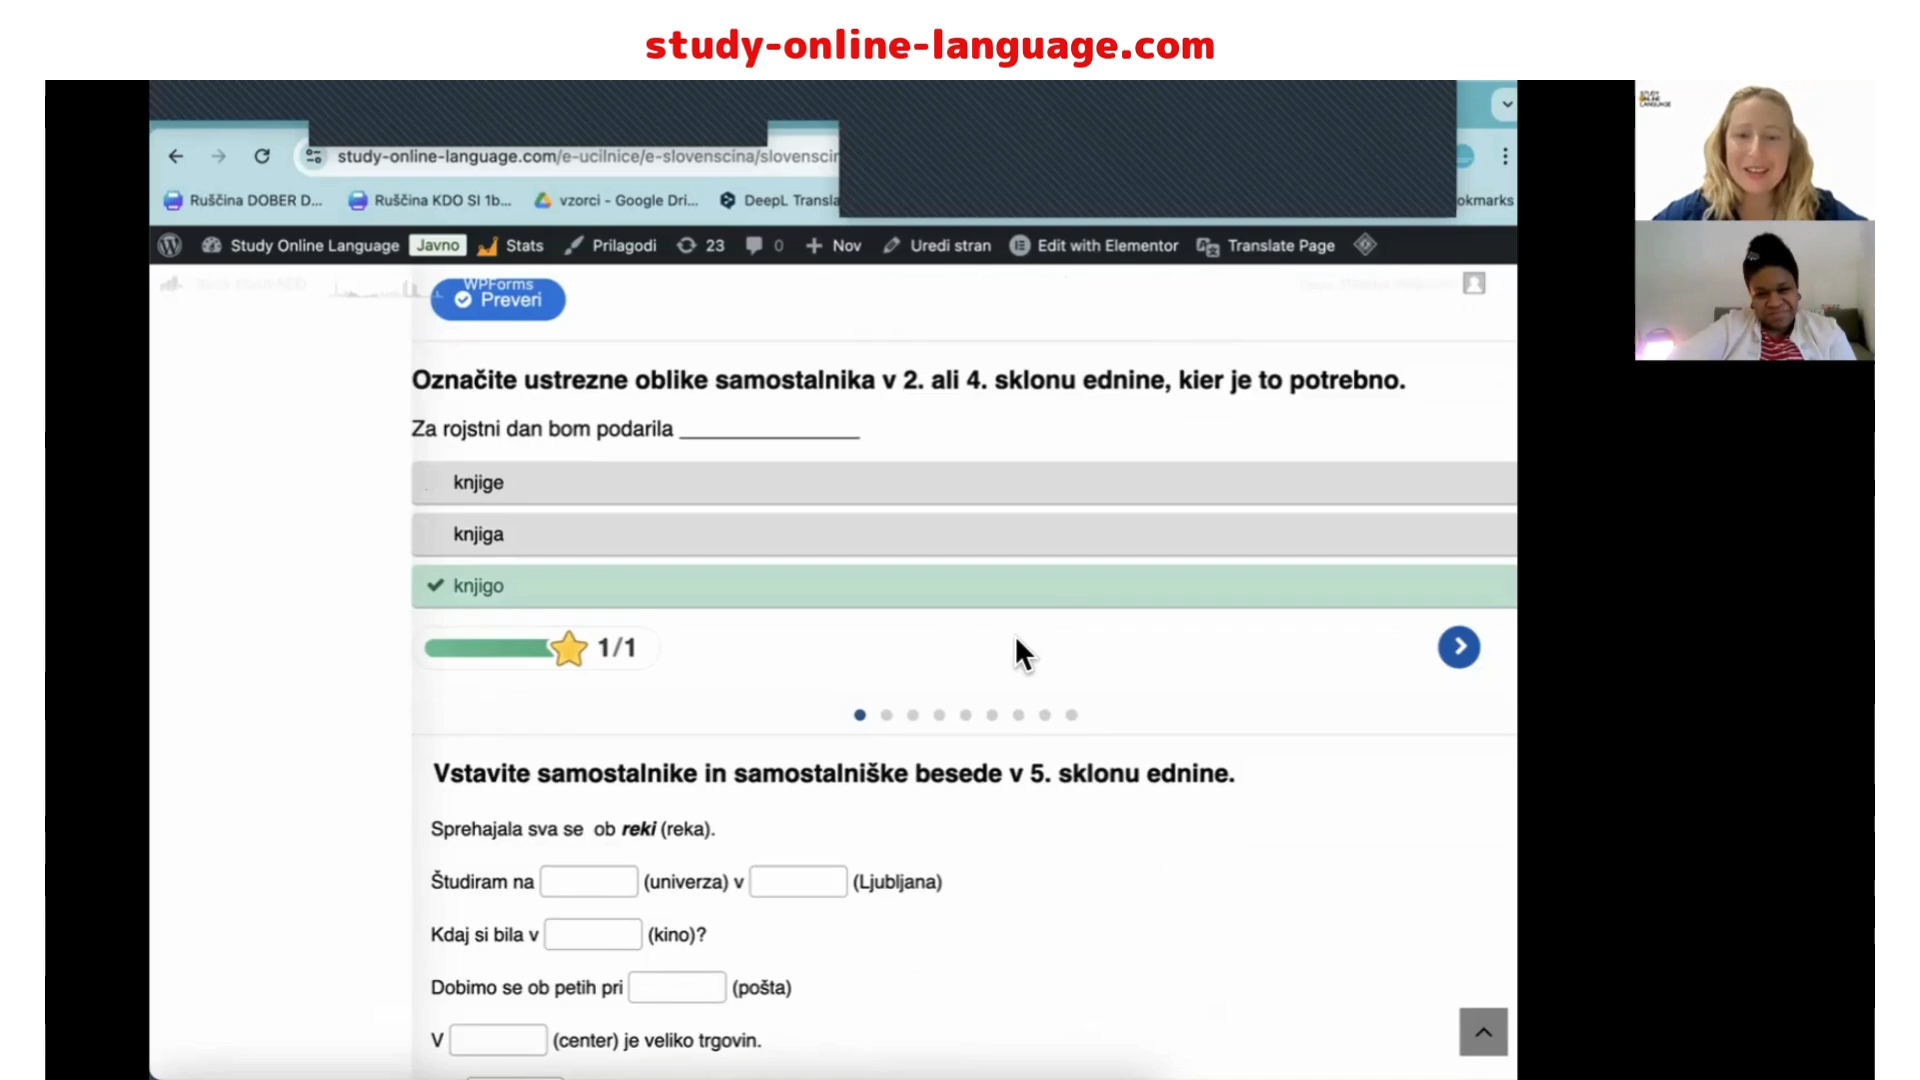 study-online-language.com
STUDY
ONLINE
LANGUAGE
study-online-language.com/e-ucilnice/e-slovenscina/slovenscin
Ruščina DOBER D... Ruščina KDO SI 1b... vzorci - Google Dri... DeepL Transla okmarks
Study Online Language Javno Stats Prilagodi 23 0 + Nov Uredi stran Edit with Elementor Translate Page
WPForms
Preveri
Označite ustrezne oblike samostalnika v 2. ali 4. sklonu ednine, kier je to potrebno.
Za rojstni dan bom podarila ________________
knjige
knjiga
knjigo
1/1
Vstavite samostalnike in samostalniške besede v 5. sklonu ednine.
Sprehajala sva se ob reki (reka).
Študiram na (univerza) v (Ljubljana)
Kdaj si bila v (kino)?
Dobimo se ob petih pri (pošta)
V (center) je veliko trgovin.